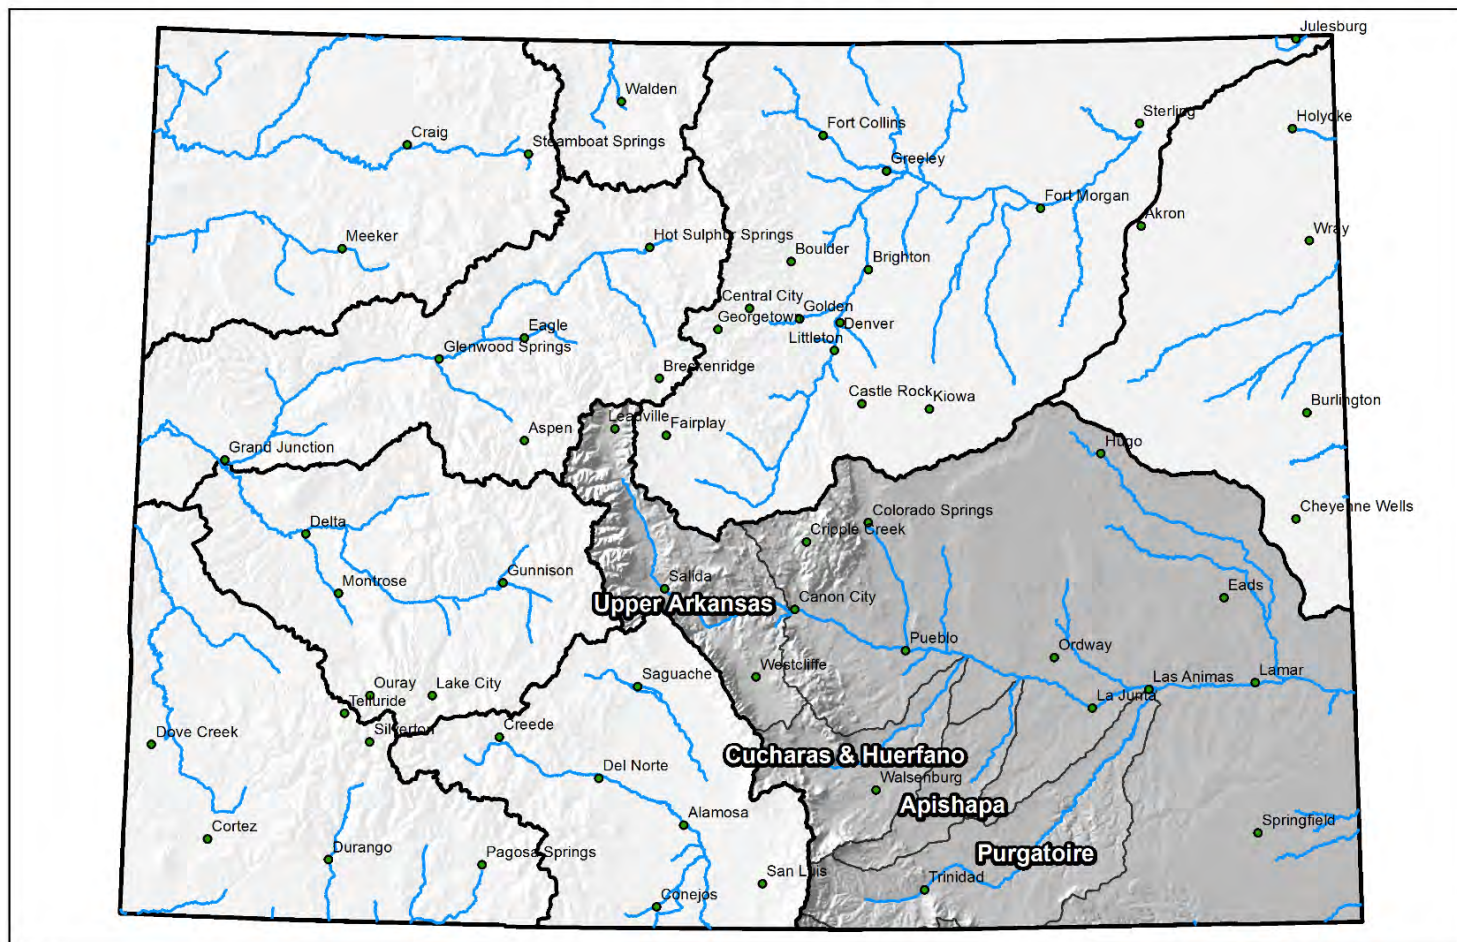 Julesburg
Walden
Sterling
Holyoke
Fort Collins
Craig
Steamboat Springs
Greeley
Fort Morgan
Akron
Wray
Meeker
Hot Sulphur Springs
Boulder
Brighton
Central City
Golden
Georgetown
Denver
Eagle
Littleton
Glenwood Springs
Breckenridge
Castle Rock
Kiowa
Burlington
Leadville
Fairplay
Aspen
Hugo
Grand Junction
Cheyenne Wells
Colorado Springs
Delta
Cripple Creek
Gunnison
Montrose
Salida
Eads
Upper Arkansas
Canon City
Pueblo
Ordway
Westcliffe
Saguache
Las Animas
Lamar
Ouray
Lake City
La Junta
Telluride
Creede
Silverton
Dove Creek
Cucharas & Huerfano
Del Norte
Walsenburg
Apishapa
Alamosa
Cortez
Springfield
Durango
Pagosa Springs
Purgatoire
San Luis
Trinidad
Conejos